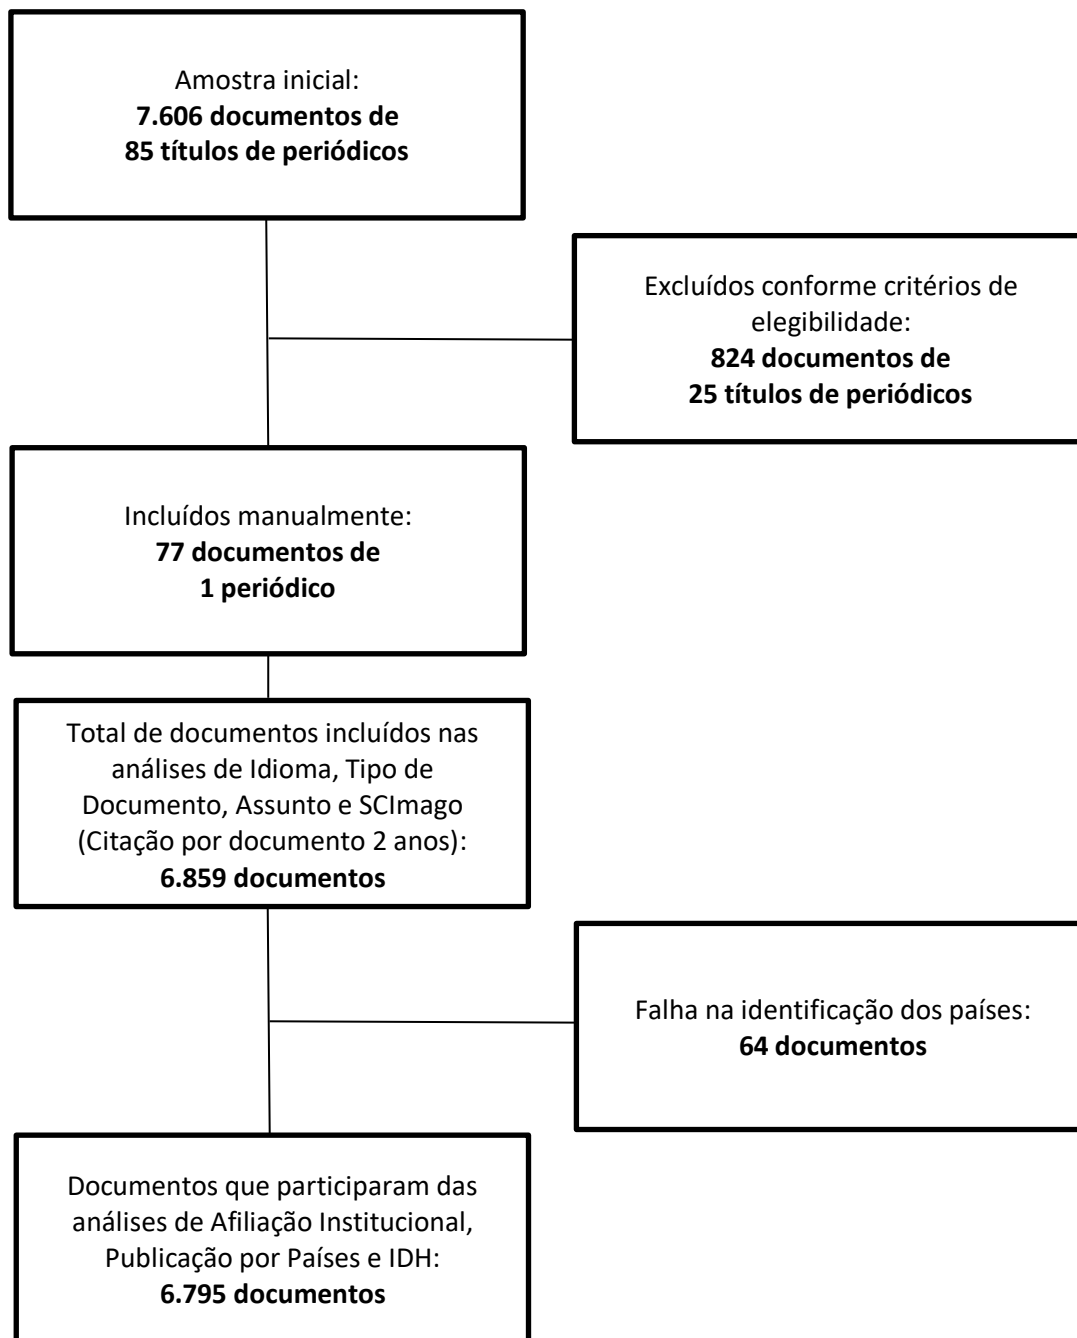 Amostra inicial:
7.606 documentos de
85 títulos de periódicos
Excluídos conforme critérios de
elegibilidade:
824 documentos de
25 títulos de periódicos
Incluídos manualmente:
77 documentos de
1 periódico
Total de documentos incluídos nas
análises de Idioma, Tipo de
Documento, Assunto e SCImago
(Citação por documento 2 anos):
6.859 documentos
Falha na identificação dos países:
64 documentos
Documentos que participaram das
análises de Afiliação Institucional,
Publicação por Países e IDH:
6.795 documentos